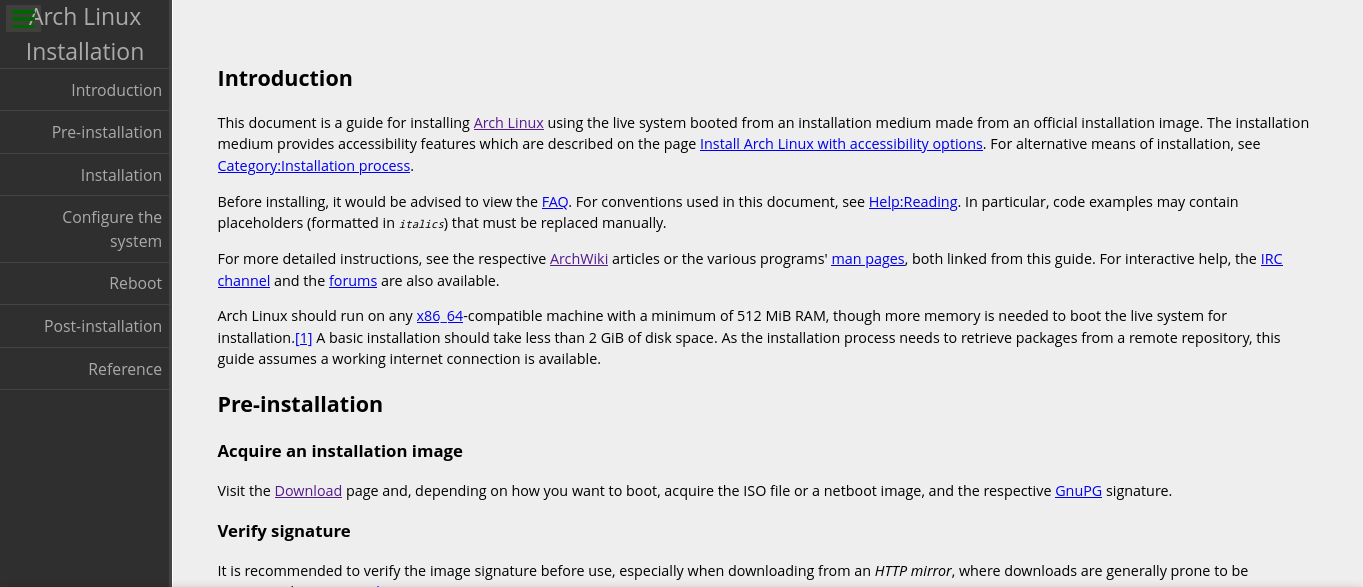 Arch Linux
Installation
Introduction
Pre-installation
Installation
Configure the
system
Reboot
Post-installation
Reference
Introduction
This document is a guide for installing Arch Linux using the live system booted from an installation medium made from an official installation image. The installation
medium provides accessibility features which are described on the page Install Arch Linux with accessibility options. For alternative means of installation, see
Category:Installation process.
Before installing, it would be advised to view the FAQ. For conventions used in this document, see Help:Reading. In particular, code examples may contain
placeholders (formatted in italics) that must be replaced manually.
For more detailed instructions, see the respective ArchWiki articles or the various programs' man pages, both linked from this guide. For interactive help, the IRC
channel and the forums are also available.
Arch Linux should run on any x86_64-compatible machine with a minimum of 512 MiB RAM, though more memory is needed to boot the live system for
installation.[1] A basic installation should take less than 2 GiB of disk space. As the installation process needs to retrieve packages from a remote repository, this
guide assumes a working internet connection is available.
Pre-installation
Acquire an installation image
Visit the Download page and, depending on how you want to boot, acquire the ISO file or a netboot image, and the respective GnuPG signature.
Verify signature
It is recommended to verify the image signature before use, especially when downloading from an HTTP mirror, where downloads are generally prone to be